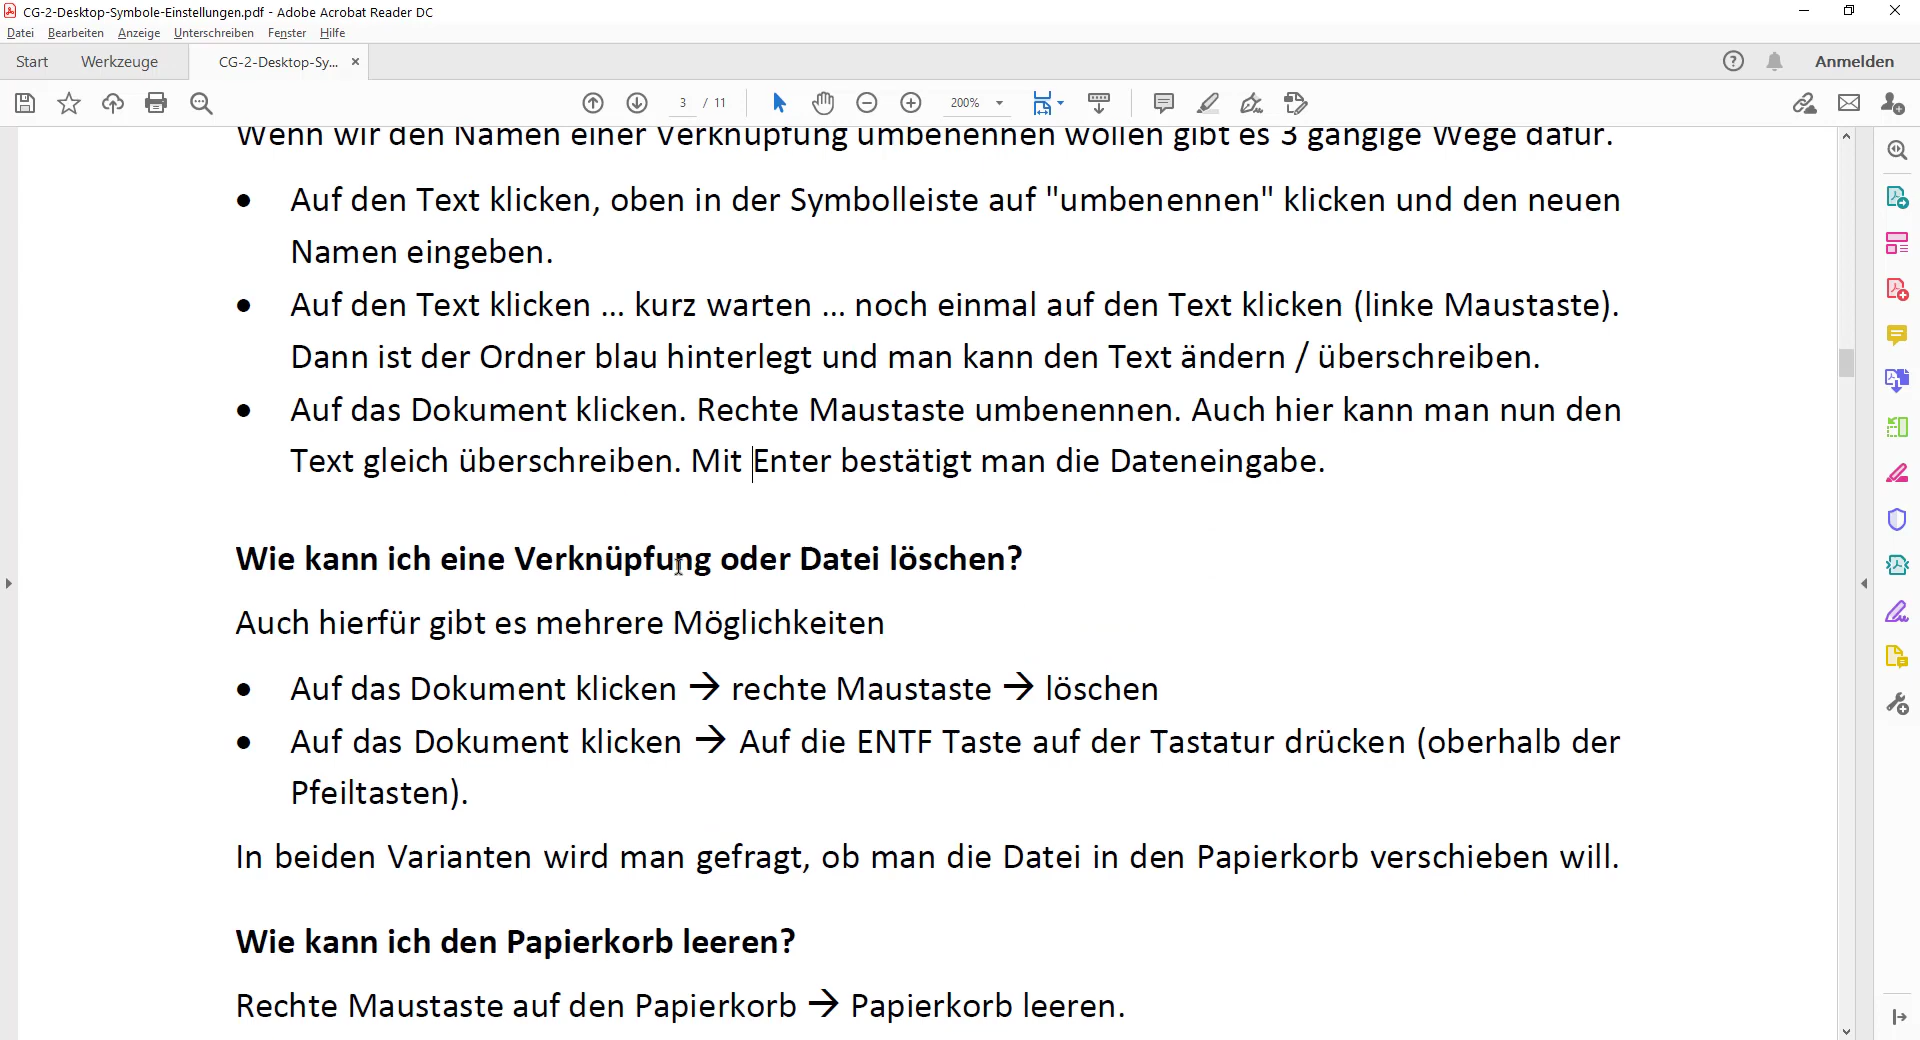 CG-2-Desktop-Symbole-Einstellungen.pdf - Adobe Acrobat Reader DC
Datei Bearbeiten Anzeige Unterschreiben Fenster Hilfe
Start Werkzeuge CG-2-Desktop-Sy... × Anmelden
3 / 11 200%
Wenn wir den Namen einer Verknüpfung umbenennen wollen gibt es 3 gängige Wege dafür.
• Auf den Text klicken, oben in der Symbolleiste auf "umbenennen" klicken und den neuen
Namen eingeben.
• Auf den Text klicken ... kurz warten ... noch einmal auf den Text klicken (linke Maustaste).
Dann ist der Ordner blau hinterlegt und man kann den Text ändern / überschreiben.
• Auf das Dokument klicken. Rechte Maustaste umbenennen. Auch hier kann man nun den
Text gleich überschreiben. Mit Enter bestätigt man die Dateneingabe.
Wie kann ich eine Verknüpfung oder Datei löschen?
Auch hierfür gibt es mehrere Möglichkeiten
• Auf das Dokument klicken → rechte Maustaste → löschen
• Auf das Dokument klicken → Auf die ENTF Taste auf der Tastatur drücken (oberhalb der
Pfeiltasten).
In beiden Varianten wird man gefragt, ob man die Datei in den Papierkorb verschieben will.
Wie kann ich den Papierkorb leeren?
Rechte Maustaste auf den Papierkorb → Papierkorb leeren.